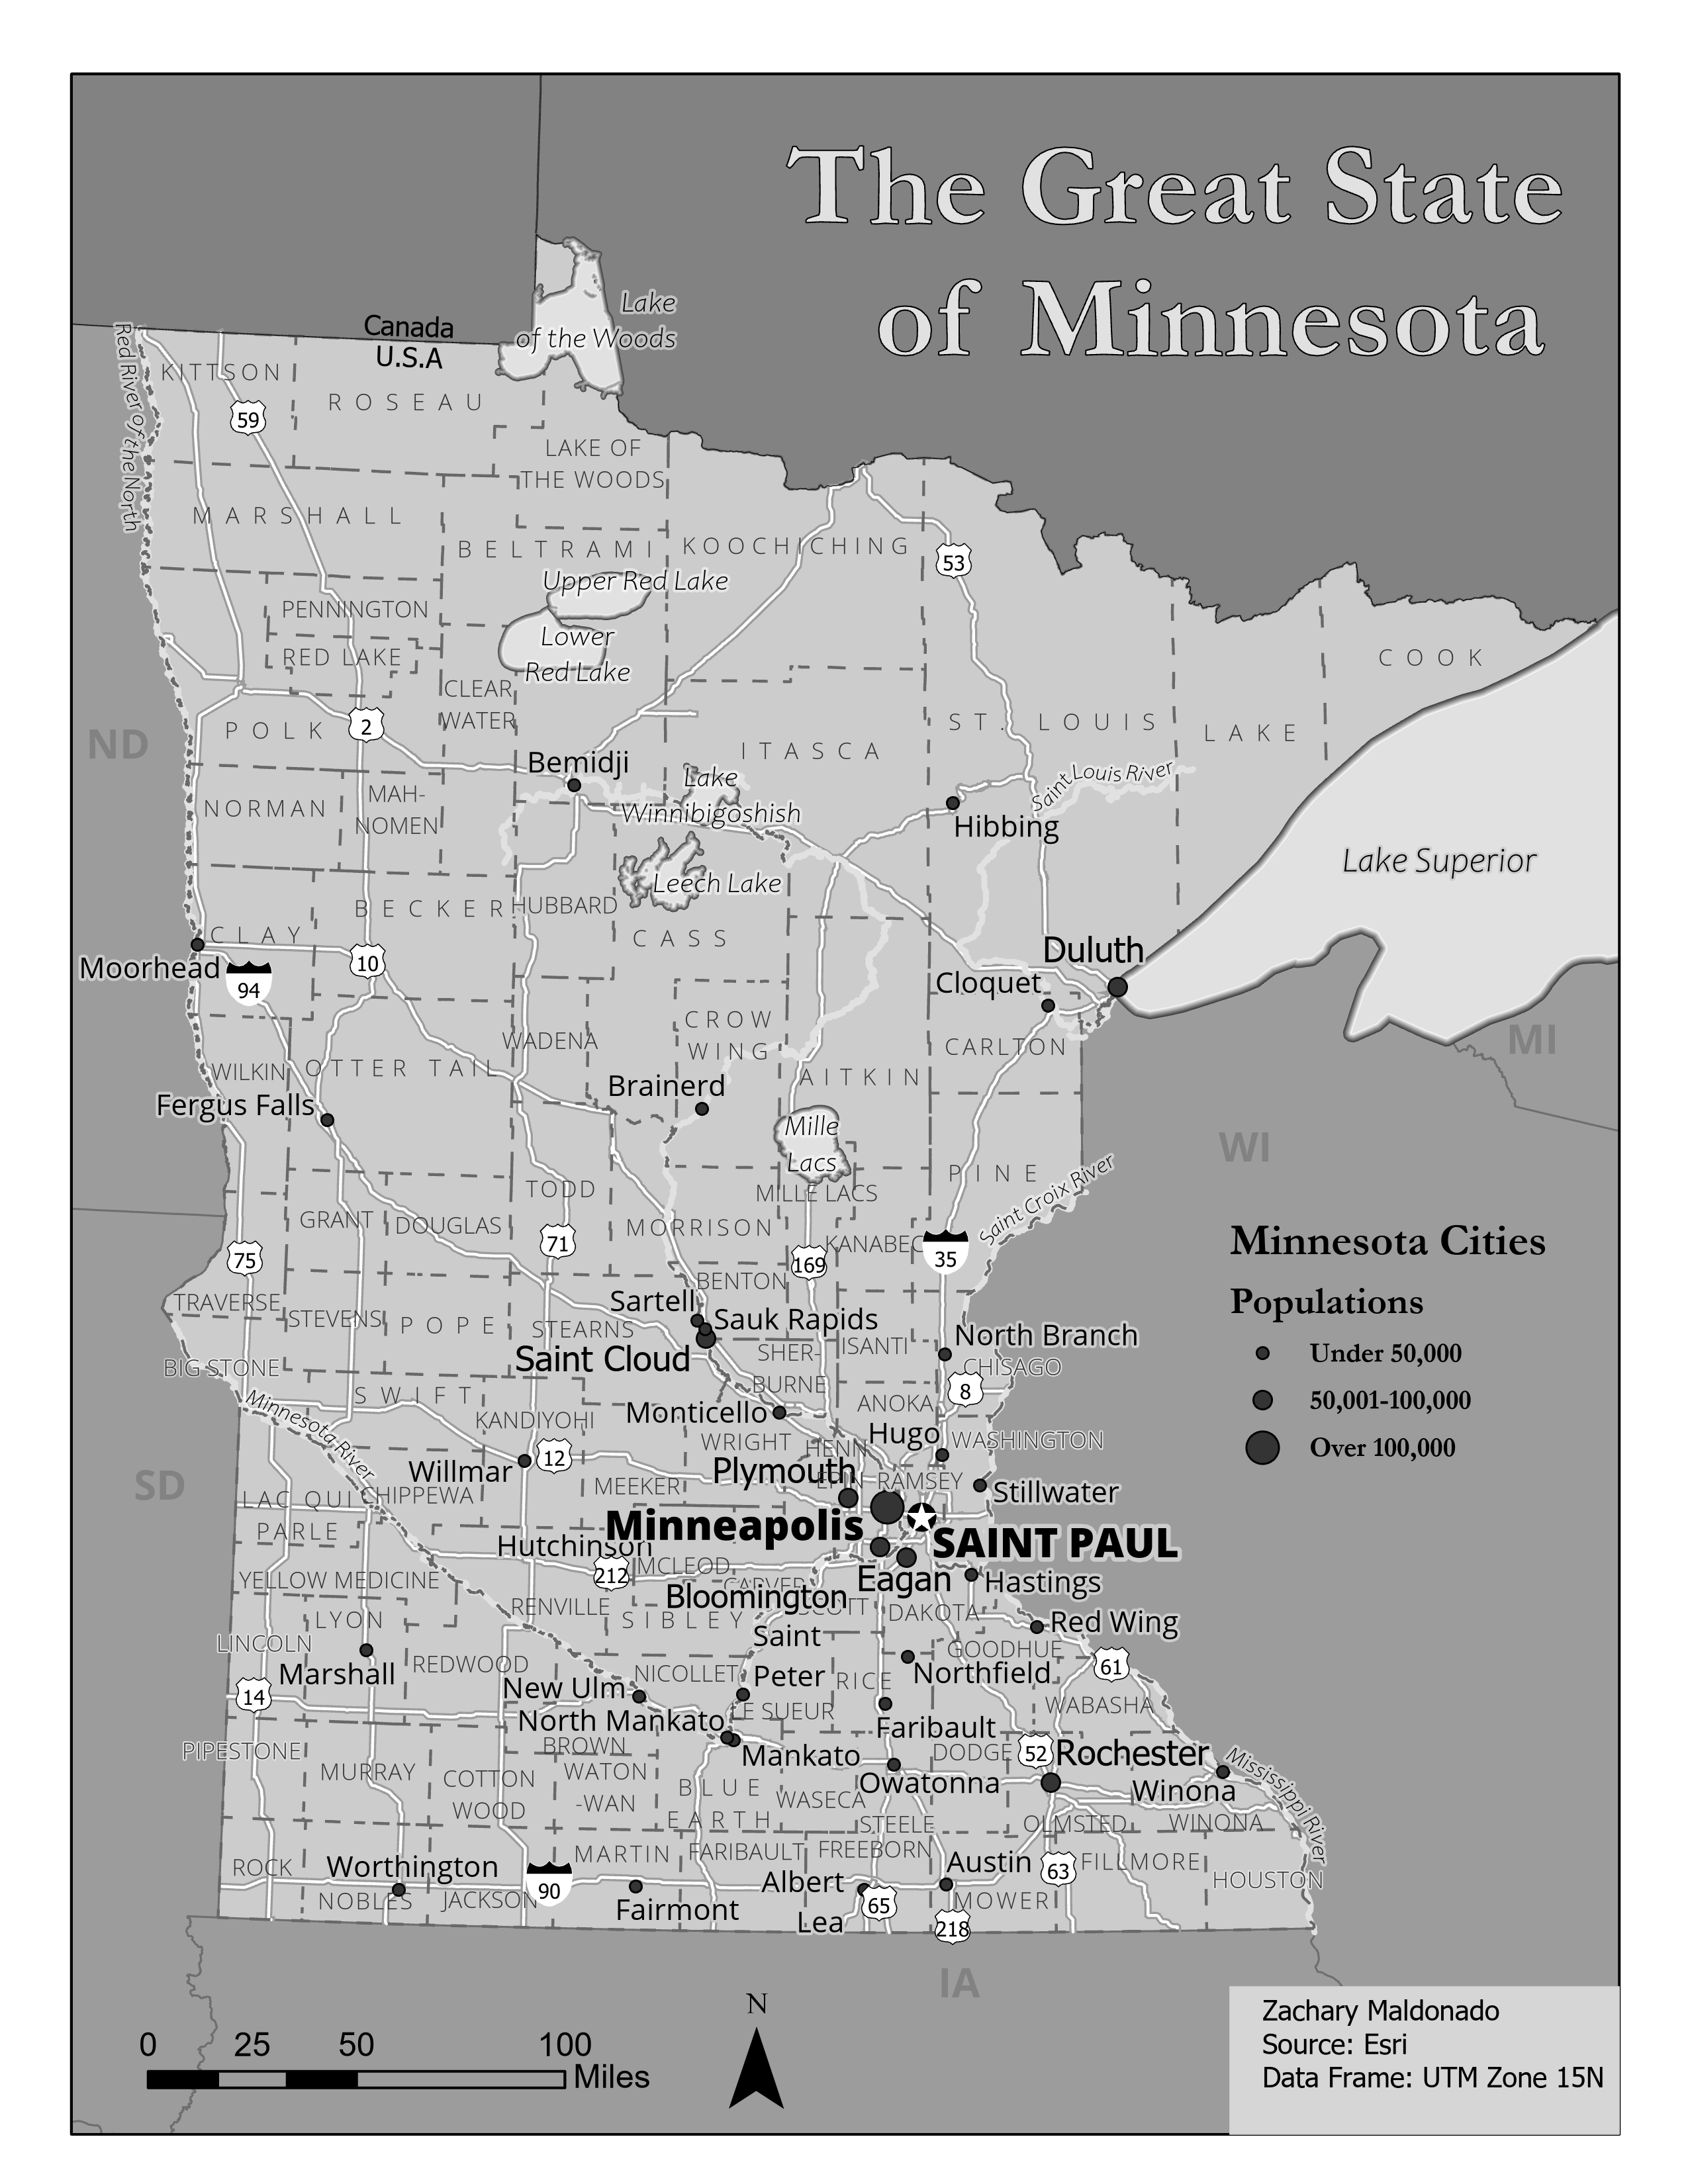 The Great State
of Minnesota
Lake
of the Woods
Canada
U.S.A
Red River of the North
KITTSON
59
ROSEAU
LAKE OF
THE WOODS
MARSHALL
BELTRAMI
KOOCHICHING
53
Upper Red Lake
PENNINGTON
Lower
Red Lake
RED LAKE
COOK
CLEAR
WATER
POLK
2
ST. LOUIS
LAKE
ND
ITASCA
Bemidji
Lake
Winnibigoshish
Saint Louis River
NORMAN
MAH-
NOMEN
Hibbing
Lake Superior
Leech Lake
BECKER
HUBBARD
CLAY
CASS
Duluth
Moorhead
94
10
Cloquet
CROW
WING
WADENA
CARLTON
MI
WILKIN
OTTER TAIL
AITKIN
Brainerd
Fergus Falls
Mille
Lacs
WI
PINE
Saint Croix River
TODD
MILLE LACS
GRANT
DOUGLAS
MORRISON
71
KANABEC
75
169
35
Minnesota Cities
BENTON
Populations
TRAVERSE
STEVENS
POPE
Sartell
Sauk Rapids
STEARNS
Saint Cloud
SHER-
BURNE
ISANTI
North Branch
Under 50,000
BIG STONE
CHISAGO
8
SWIFT
ANOKA
50,001-100,000
Minnesota River
KANDIYOHI
Monticello
Hugo
WRIGHT
HENN
EPIN
WASHINGTON
Over 100,000
12
Willmar
Plymouth
RAMSEY
SD
MEEKER
Stillwater
LAC QUI
PARLE
CHIPPEWA
Minneapolis
SAINT PAUL
Hutchinson
212
MCLEOD
YELLOW MEDICINE
CARVER
Eagan
Hastings
Bloomington
RENVILLE
SIBLEY
SCOTT
DAKOTA
LYON
Red Wing
LINCOLN
Saint
Peter
GOODHUE
Marshall
REDWOOD
NICOLLET
RICE
Northfield
61
14
New Ulm
LE SUEUR
WABASHA
North Mankato
Faribault
PIPESTONE
BROWN
Mankato
DODGE
52
Rochester
Mississippi River
MURRAY
COTTON
WOOD
WATON
-WAN
BLUE
EARTH
WASECA
Owatonna
Winona
STEELE
OLMSTED
WINONA
ROCK
Worthington
MARTIN
FARIBAULT
FREEBORN
Austin
63
FILLMORE
NOBLES
JACKSON
90
Fairmont
Albert
Lea
65
MOWER
HOUSTON
218
IA
0 25 50 100
Miles
N
Zachary Maldonado
Source: Esri
Data Frame: UTM Zone 15N